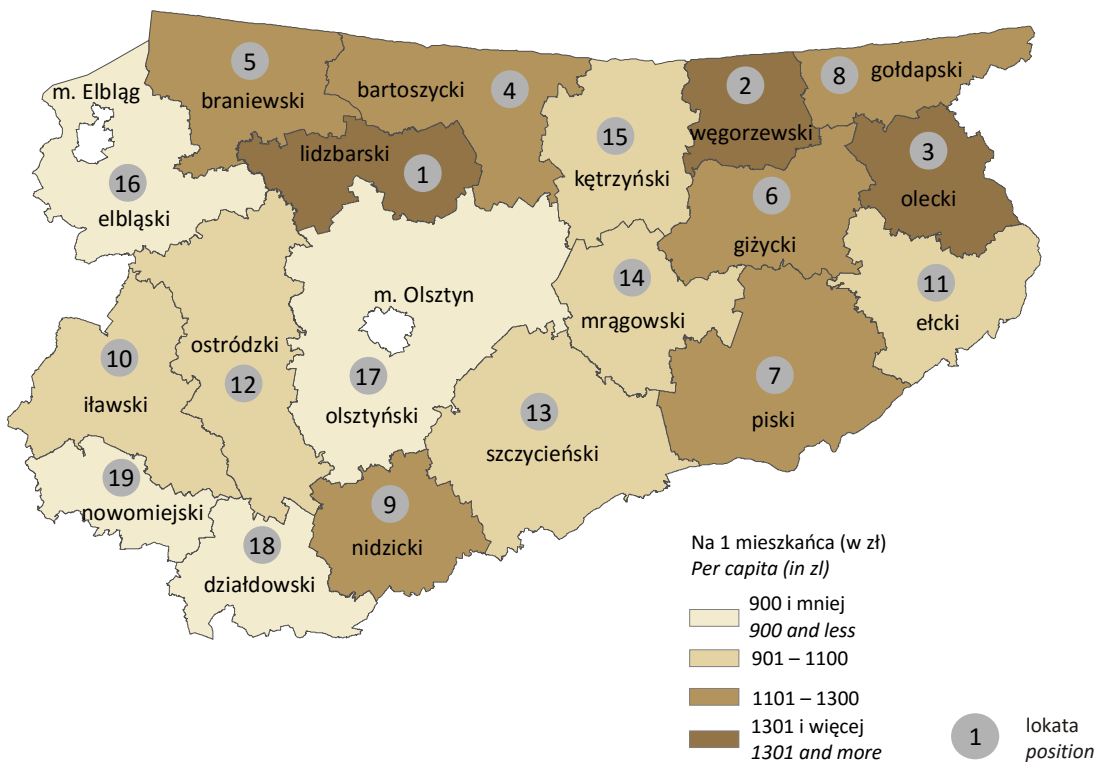 5
braniewski
bartoszycki
4
2
węgorzewski
8
gołdapski
m. Elbląg
15
kętrzyński
3
olecki
lidzbarski
1
16
elbląski
6
giżycki
14
mrągowski
11
ełcki
m. Olsztyn
10
iławski
ostródzki
12
17
olsztyński
13
szczycieński
7
piski
19
nowomiejski
9
nidzicki
18
działdowski
Na 1 mieszkańca (w zł)
Per capita (in zl)
900 i mniej
900 and less
901 – 1100
1101 – 1300
1301 i więcej
1301 and more
1
lokata
position